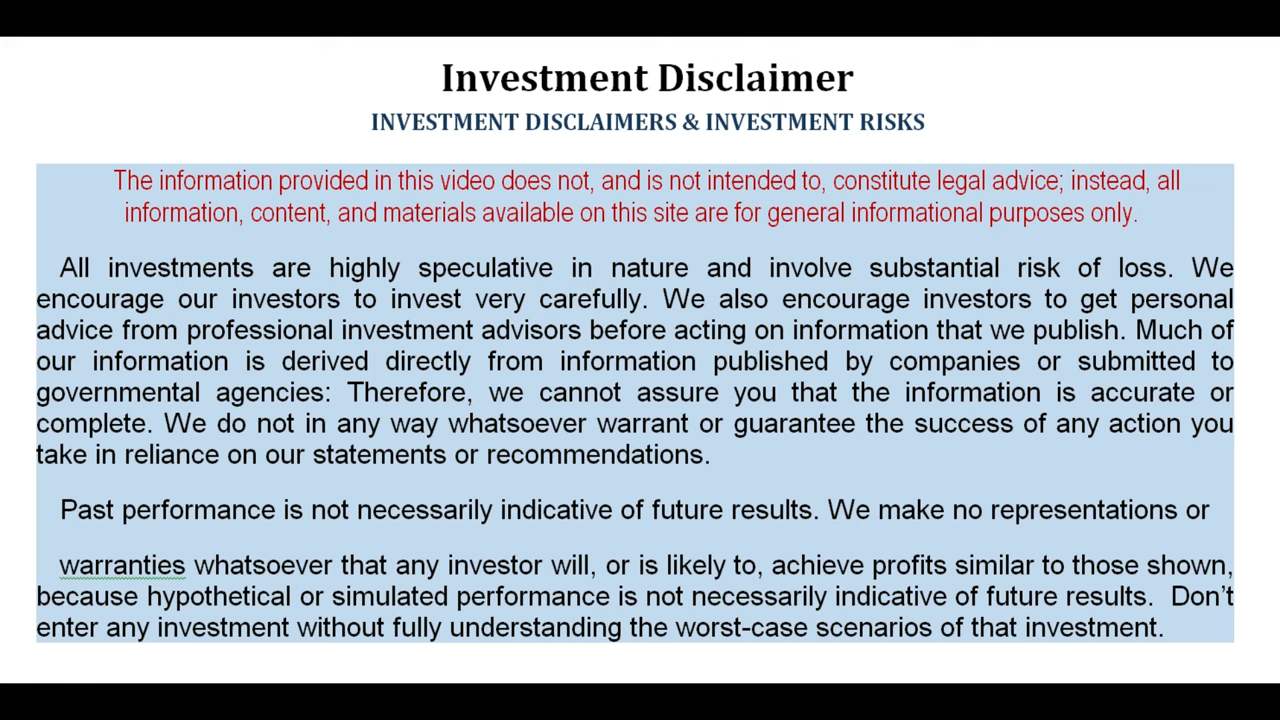 Investment Disclaimer
INVESTMENT DISCLAIMERS & INVESTMENT RISKS
The information provided in this video does not, and is not intended to, constitute legal advice; instead, all
information, content, and materials available on this site are for general informational purposes only.
All investments are highly speculative in nature and involve substantial risk of loss. We
encourage our investors to invest very carefully. We also encourage investors to get personal
advice from professional investment advisors before acting on information that we publish. Much of
our information is derived directly from information published by companies or submitted to
governmental agencies: Therefore, we cannot assure you that the information is accurate or
complete. We do not in any way whatsoever warrant or guarantee the success of any action you
take in reliance on our statements or recommendations.
Past performance is not necessarily indicative of future results. We make no representations or
warranties whatsoever that any investor will, or is likely to, achieve profits similar to those shown,
because hypothetical or simulated performance is not necessarily indicative of future results.  Don’t
enter any investment without fully understanding the worst-case scenarios of that investment.